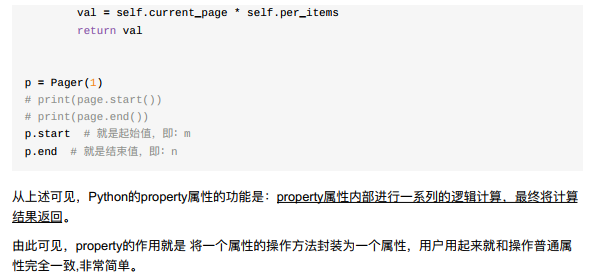 val = self.current_page * self.per_items
return val
p = Pager(1)
# print(page.start())
# print(page.end())
p.start  # 就是起始值，即：m
p.end  # 就是结束值，即：n
从上述可见，Python的property属性的功能是：property属性内部进行一系列的逻辑计算，最终将计算
结果返回。
由此可见，property的作用就是 将一个属性的操作方法封装为一个属性，用户用起来就和操作普通属
性完全一致,非常简单。